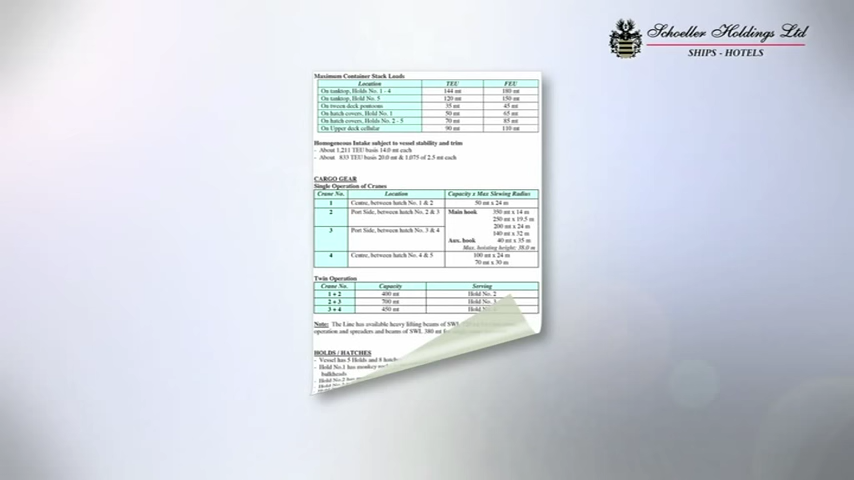 Schoeller Holdings Ltd
SHIPS - HOTELS
Maximum Container Stack Loads
Location TEU FEU
On tanktop, Holds No. 1 - 4 144 mt 180 mt
On tanktop, Hold No. 5 120 mt 150 mt
On tween deck pontoons 35 mt 45 mt
On hatch covers, Hold No. 1 50 mt 65 mt
On hatch covers, Holds No. 2 - 5 70 mt 85 mt
On Upper deck cellular 90 mt 110 mt
Homogeneous Intake subject to vessel stability and trim
- About 1,211 TEU basis 14.0 mt each
- About 833 TEU basis 20.0 mt & 1,075 of 2.5 mt each
CARGO GEAR
Single Operation of Cranes
Crane No. Location Capacity x Max Slewing Radius
1 Centre, between hatch No. 1 & 2 50 mt x 24 m
2 Port Side, between hatch No. 2 & 3 Main hook 350 mt x 14 m
250 mt x 19,5 m
200 mt x 24 m
3 Port Side, between hatch No. 3 & 4 140 mt x 32 m
Aux. hook 40 mt x 35 m
Max. hoisting height: 38.0 m
4 Centre, between hatch No. 4 & 5 100 mt x 24 m
70 mt x 30 m
Twin Operation
Crane No. Capacity Serving
1 + 2 400 mt Hold No. 2
2 + 3 700 mt Hold No. 3
3 + 4 450 mt Hold No.
Note: The Line has available heavy lifting beams of SWL
operation and spreaders and beams of SWL 380 mt
HOLDS / HATCHES
- Vessel has 5 Holds and 8
- Hold No.1 has monkey
bulkheads
- Hold No.2 has